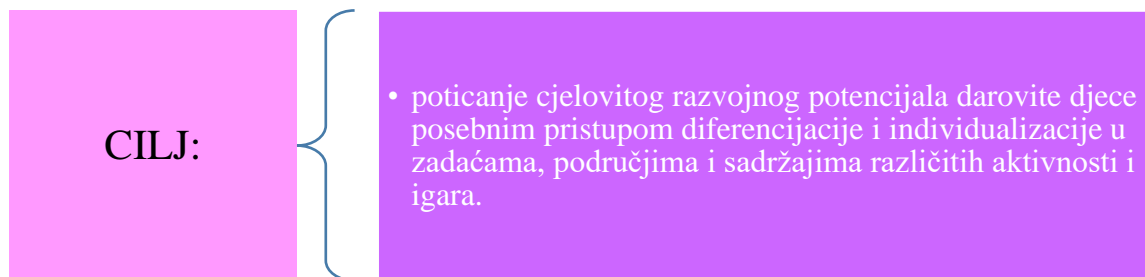 CILJ:
• poticanje cjelovitog razvojnog potencijala darovite djece
posebnim pristupom diferencijacije i individualizacije u
zadaćama, područjima i sadržajima različitih aktivnosti i
igara.